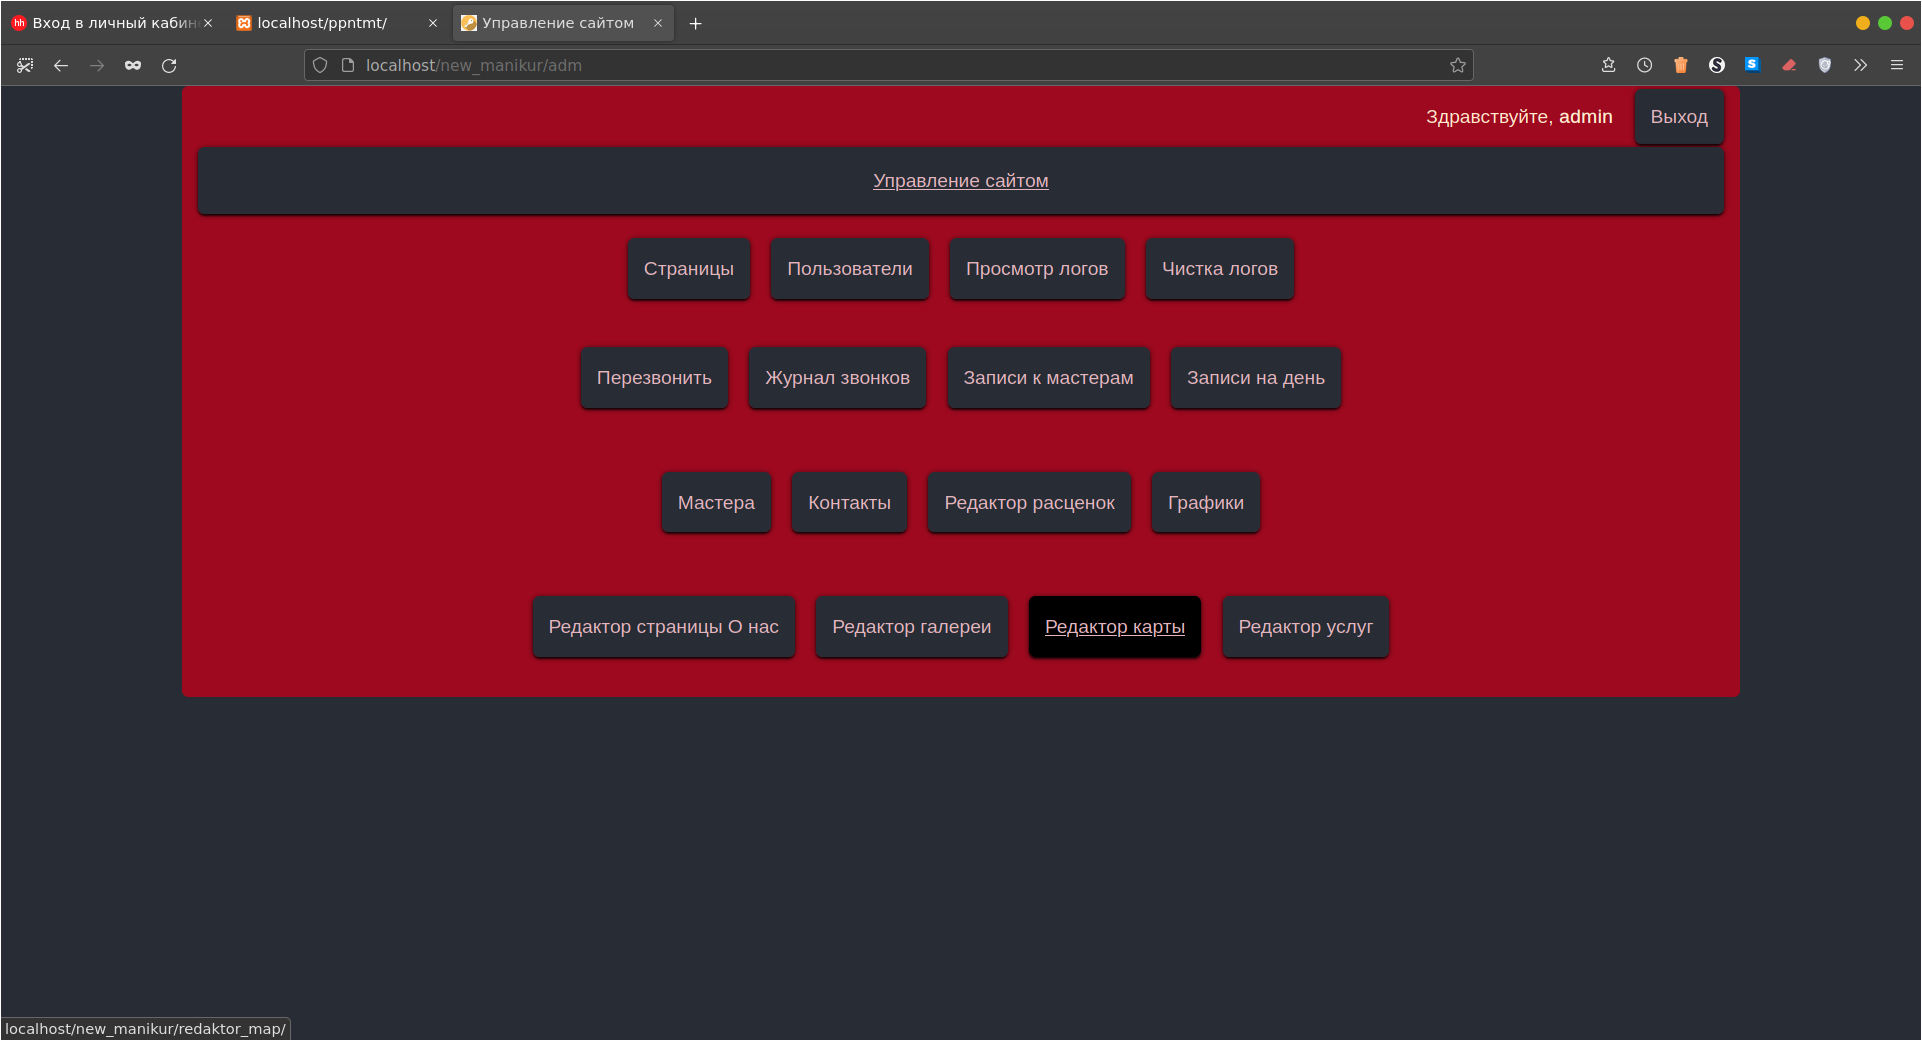 Вход в личный кабин
localhost/ppntmt/
Управление сайтом
localhost/new_manikur/adm
Здравствуйте, admin
Выход
Управление сайтом
Страницы Пользователи Просмотр логов Чистка логов
Перезвонить Журнал звонков Записи к мастерам Записи на день
Мастера Контакты Редактор расценок Графики
Редактор страницы О нас Редактор галереи Редактор карты Редактор услуг
localhost/new_manikur/redaktor_map/